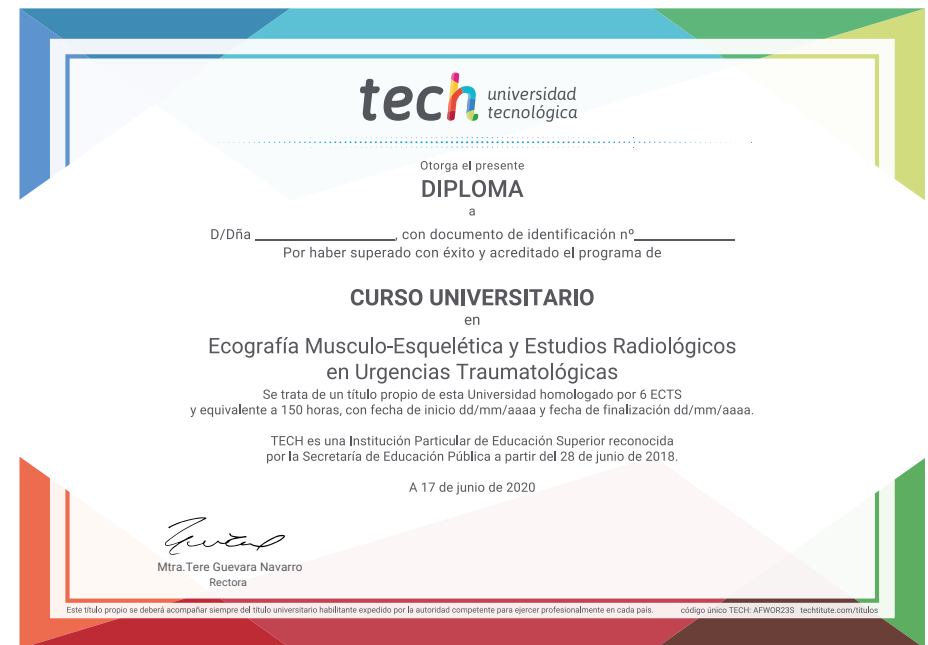 tech universidad
tecnológica
Otorga el presente
DIPLOMA
a
D/Dña ____________________, con documento de identificación nº______________
Por haber superado con éxito y acreditado el programa de
CURSO UNIVERSITARIO
en
Ecografía Musculo-Esquelética y Estudios Radiológicos
en Urgencias Traumatológicas
Se trata de un título propio de esta Universidad homologado por 6 ECTS
y equivalente a 150 horas, con fecha de inicio dd/mm/aaaa y fecha de finalización dd/mm/aaaa.
TECH es una Institución Particular de Educación Superior reconocida
por la Secretaría de Educación Pública a partir del 28 de junio de 2018.
A 17 de junio de 2020
Mtra.Tere Guevara Navarro
Rectora
Este título propio se deberá acompañar siempre del título universitario habilitante expedido por la autoridad competente para ejercer profesionalmente en cada país. código único TECH: AFWOR23S techtitute.com/titulos